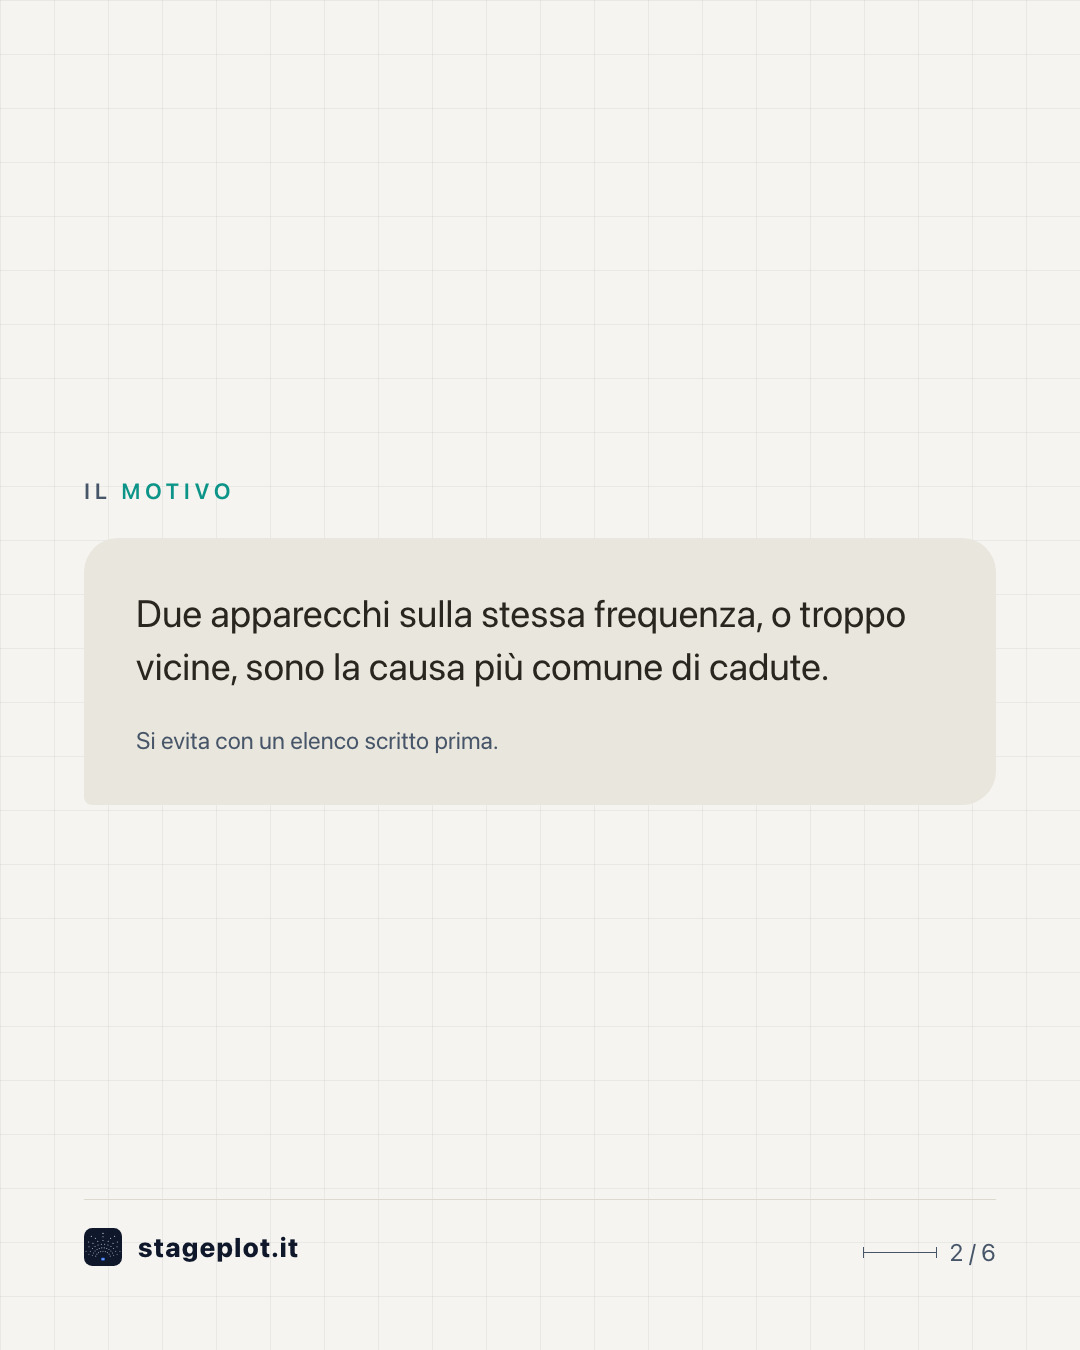 IL MOTIVO
Due apparecchi sulla stessa frequenza, o troppo
vicine, sono la causa più comune di cadute.
Si evita con un elenco scritto prima.
stageplot.it
2 / 6